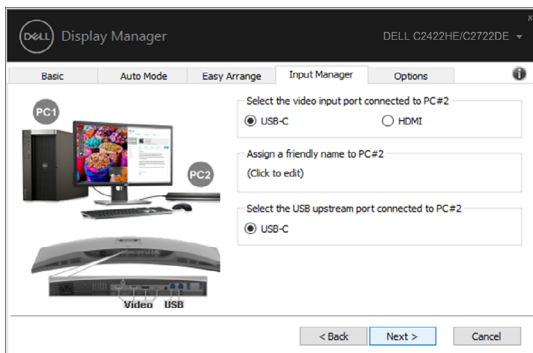 DELL Display Manager
DELL C2422HE/C2722DE
x
Basic
Auto Mode
Easy Arrange
Input Manager
Options
PC1
PC2
Video USB
Select the video input port connected to PC#2
USB-C
HDMI
Assign a friendly name to PC#2
(Click to edit)
Select the USB upstream port connected to PC#2
USB-C
< Back
Next >
Cancel